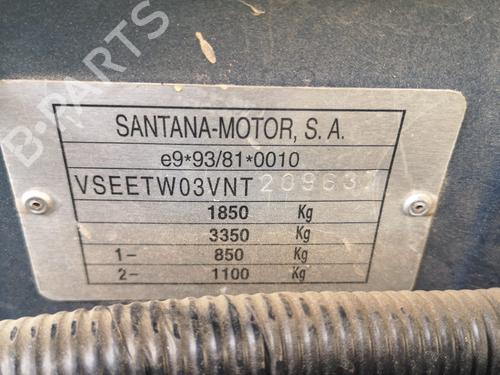 B-PARTS
SANTANA-MOTOR, S. A.
e9*93/81*0010
VSEETW03VNT209637
1850 Kg
3350 Kg
1- 850 Kg
2- 1100 Kg